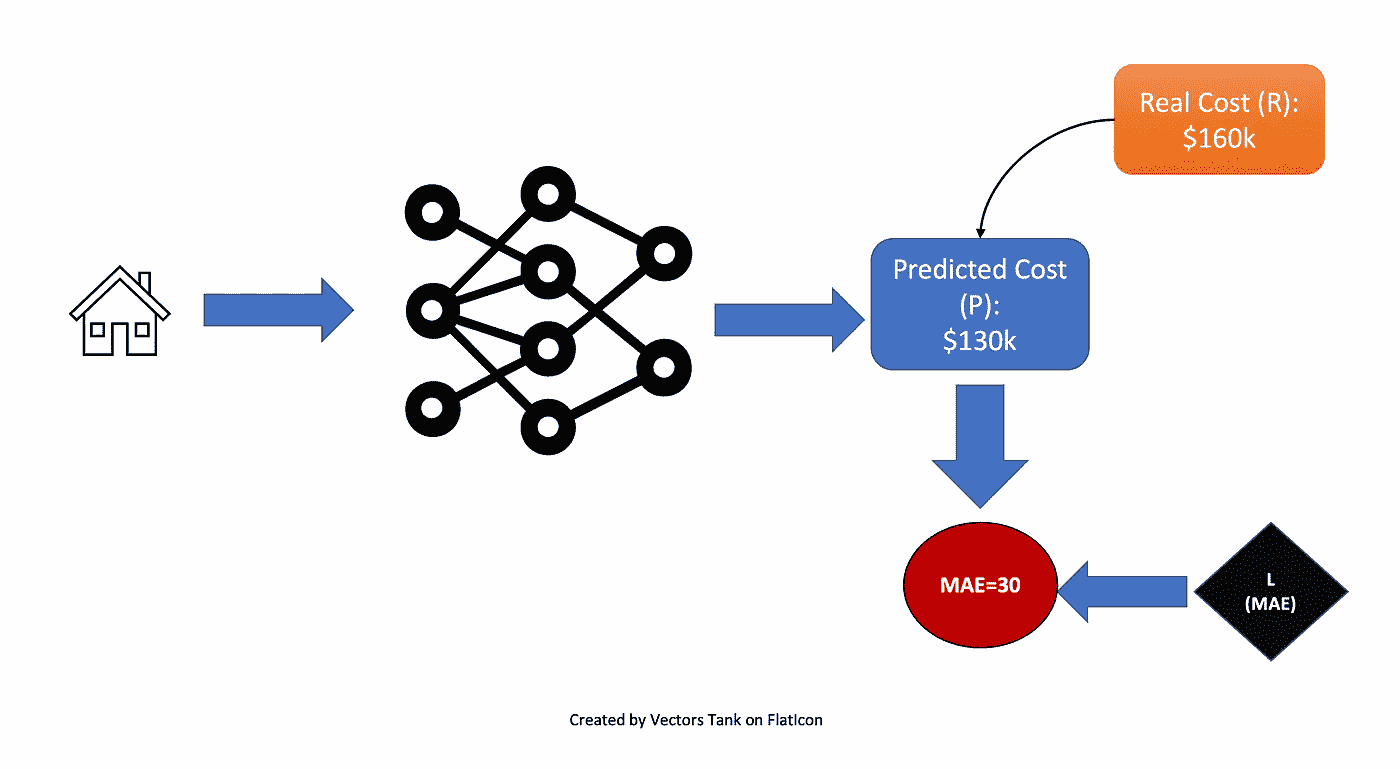 Real Cost (R):
$160k
Predicted Cost
(P):
$130k
MAE=30
L
(MAE)
Created by Vectors Tank on FlatIcon